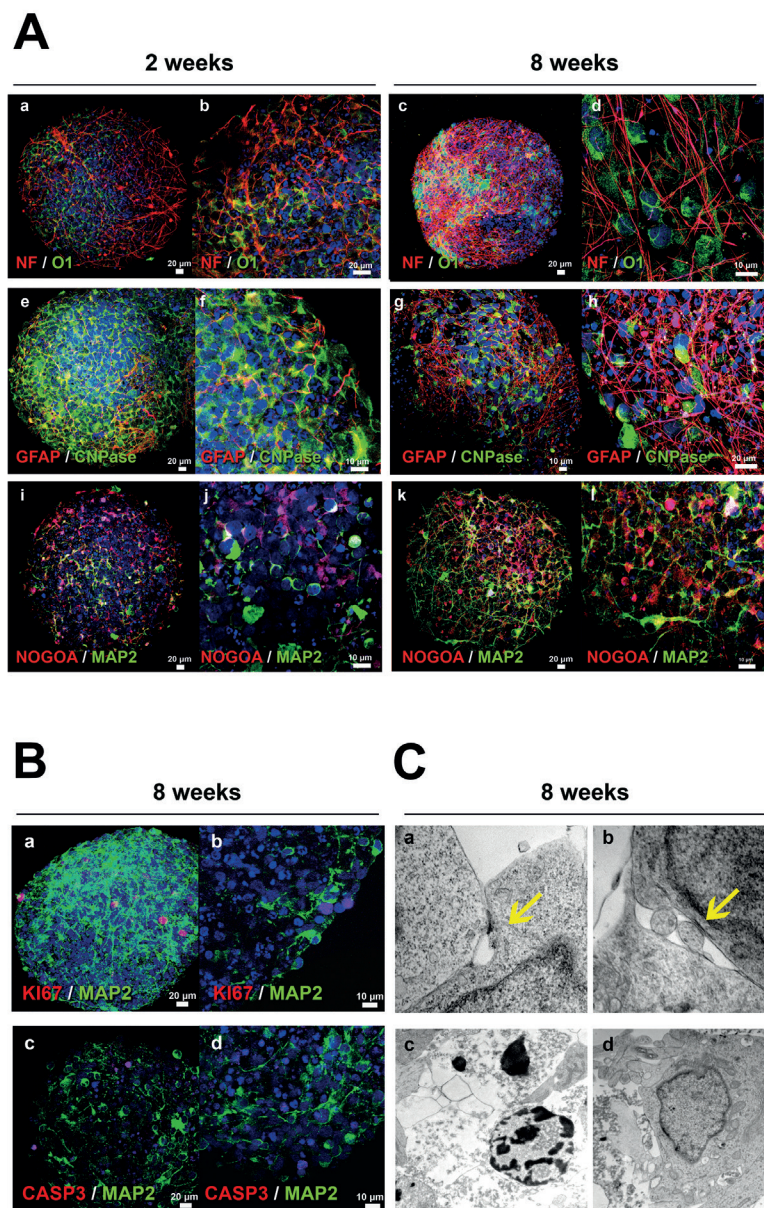 A
2 weeks
8 weeks
a
b
c
d
NF / O1
20 µm
NF / O1
20 µm
NF / O1
20 µm
NF / O1
10 µm
e
f
g
h
GFAP / CNPase
20 µm
GFAP / CNPase
10 µm
GFAP / CNPase
10 µm
GFAP / CNPase
20 µm
i
j
k
l
NOGOA / MAP2
20 µm
NOGOA / MAP2
10 µm
NOGOA / MAP2
20 µm
NOGOA / MAP2
10 µm
B
C
8 weeks
8 weeks
a
b
a
b
KI67 / MAP2
20 µm
KI67 / MAP2
10 µm
c
d
c
d
CASP3 / MAP2
20 µm
CASP3 / MAP2
10 µm